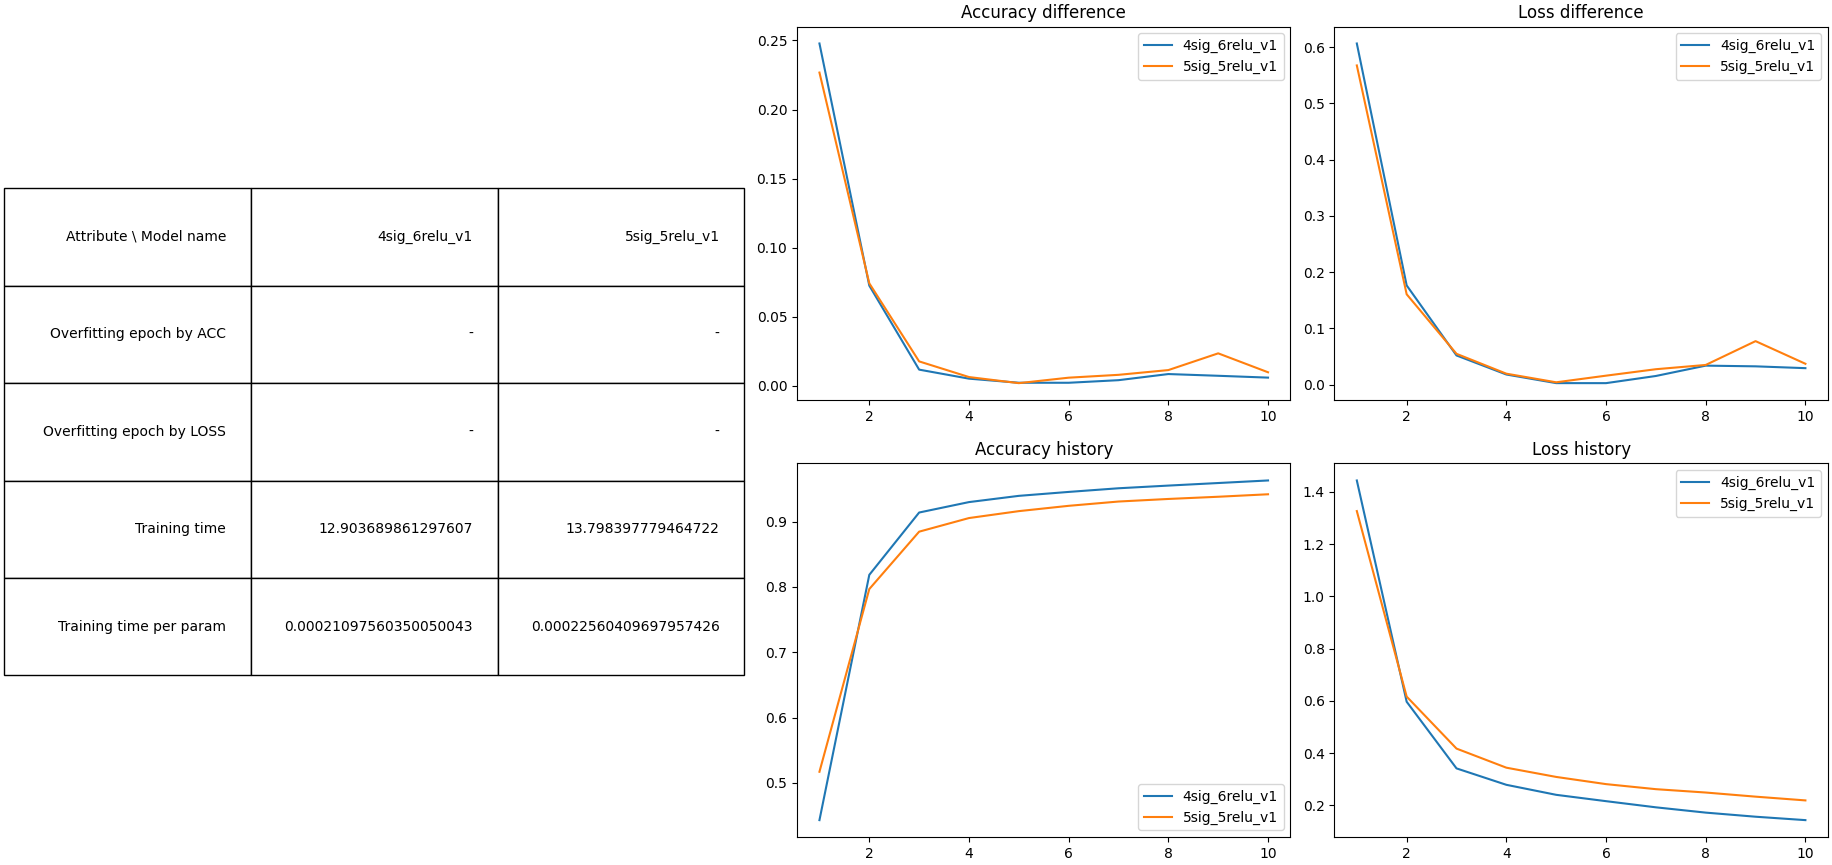 Attribute \ Model name 4sig_6relu_v1 5sig_5relu_v1
Overfitting epoch by ACC - -
Overfitting epoch by LOSS - -
Training time 12.903689861297607 13.798397779464722
Training time per param 0.00021097560350050043 0.00022560409697957426
Accuracy difference
4sig_6relu_v1
5sig_5relu_v1
0.25
0.20
0.15
0.10
0.05
0.00
2 4 6 8 10
Loss difference
4sig_6relu_v1
5sig_5relu_v1
0.6
0.5
0.4
0.3
0.2
0.1
0.0
2 4 6 8 10
Accuracy history
0.9
0.8
0.7
0.6
0.5
4sig_6relu_v1
5sig_5relu_v1
2 4 6 8 10
Loss history
4sig_6relu_v1
5sig_5relu_v1
1.4
1.2
1.0
0.8
0.6
0.4
0.2
2 4 6 8 10